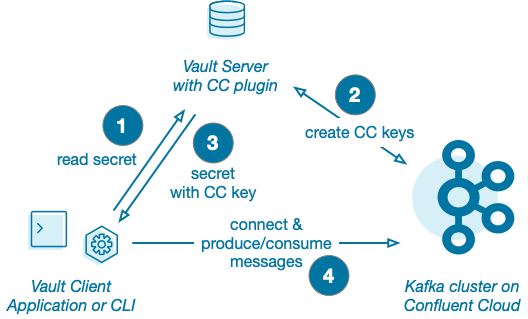 Vault Server
with CC plugin
1
read secret
2
create CC keys
3
secret
with CC key
connect &
produce/consume
messages
4
Vault Client
Application or CLI
Kafka cluster on
Confluent Cloud